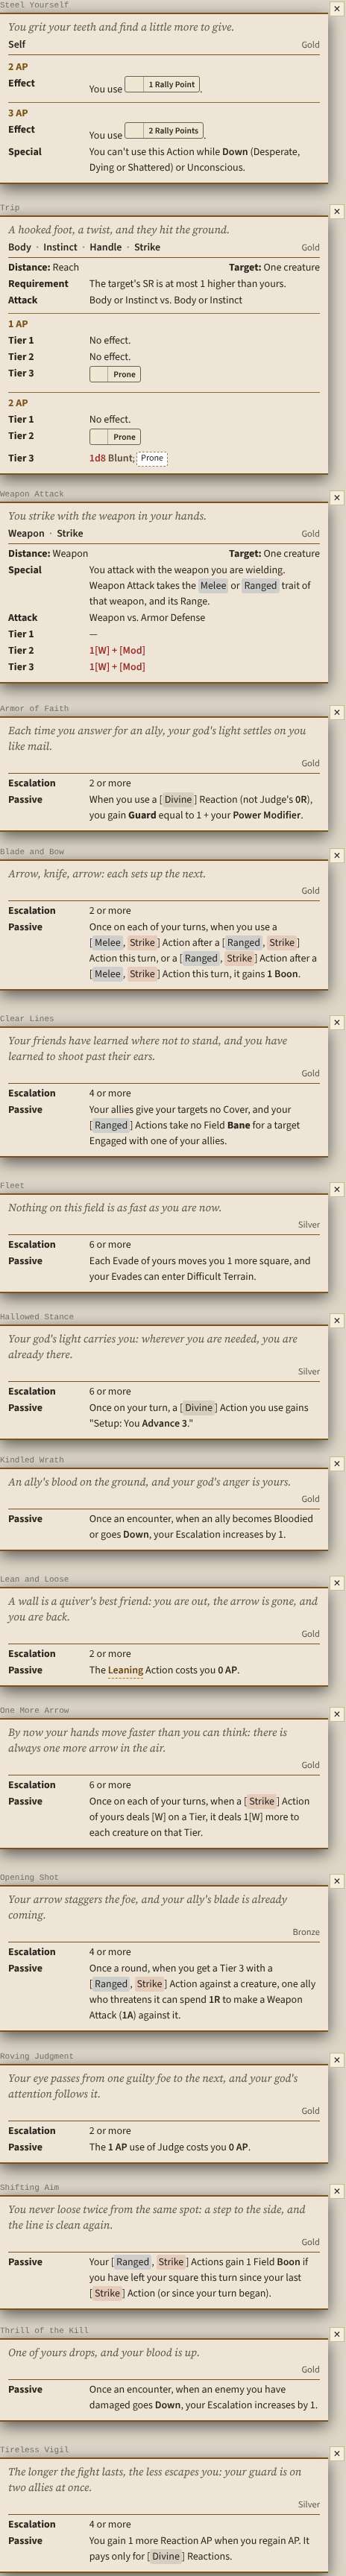 Steel Yourself
✕
You grit your teeth and find a little more to give.
Self Gold
2 AP
Effect You use 1 Rally Point.
3 AP
Effect You use 2 Rally Points.
Special You can't use this Action while Down (Desperate,
Dying or Shattered) or Unconscious.
Trip
✕
A hooked foot, a twist, and they hit the ground.
Body · Instinct · Handle · Strike Gold
Distance: Reach Target: One creature
Requirement The target's SR is at most 1 higher than yours.
Attack Body or Instinct vs. Body or Instinct
1 AP
Tier 1 No effect.
Tier 2 No effect.
Tier 3 Prone
2 AP
Tier 1 No effect.
Tier 2 Prone
Tier 3 1d8 Blunt; Prone
Weapon Attack
✕
You strike with the weapon in your hands.
Weapon · Strike Gold
Distance: Weapon Target: One creature
Special You attack with the weapon you are wielding.
Weapon Attack takes the Melee or Ranged trait of
that weapon, and its Range.
Attack Weapon vs. Armor Defense
Tier 1 —
Tier 2 1[W] + [Mod]
Tier 3 1[W] + [Mod]
Armor of Faith
✕
Each time you answer for an ally, your god's light settles on you
like mail.
Gold
Escalation 2 or more
Passive When you use a [Divine] Reaction (not Judge's 0R),
you gain Guard equal to 1 + your Power Modifier.
Blade and Bow
✕
Arrow, knife, arrow: each sets up the next.
Gold
Escalation 2 or more
Passive Once on each of your turns, when you use a
[Melee, Strike] Action after a [Ranged, Strike]
Action this turn, or a [Ranged, Strike] Action after a
[Melee, Strike] Action this turn, it gains 1 Boon.
Clear Lines
✕
Your friends have learned where not to stand, and you have
learned to shoot past their ears.
Gold
Escalation 4 or more
Passive Your allies give your targets no Cover, and your
[Ranged] Actions take no Field Bane for a target
Engaged with one of your allies.
Fleet
✕
Nothing on this field is as fast as you are now.
Silver
Escalation 6 or more
Passive Each Evade of yours moves you 1 more square, and
your Evades can enter Difficult Terrain.
Hallowed Stance
✕
Your god's light carries you: wherever you are needed, you are
already there.
Silver
Escalation 6 or more
Passive Once on your turn, a [Divine] Action you use gains
"Setup: You Advance 3."
Kindled Wrath
✕
An ally's blood on the ground, and your god's anger is yours.
Gold
Passive Once an encounter, when an ally becomes Bloodied
or goes Down, your Escalation increases by 1.
Lean and Loose
✕
A wall is a quiver's best friend: you are out, the arrow is gone, and
you are back.
Gold
Escalation 2 or more
Passive The Leaning Action costs you 0 AP.
One More Arrow
✕
By now your hands move faster than you can think: there is
always one more arrow in the air.
Gold
Escalation 6 or more
Passive Once on each of your turns, when a [Strike] Action
of yours deals [W] on a Tier, it deals 1[W] more to
each creature on that Tier.
Opening Shot
✕
Your arrow staggers the foe, and your ally's blade is already
coming.
Bronze
Escalation 4 or more
Passive Once a round, when you get a Tier 3 with a
[Ranged, Strike] Action against a creature, one ally
who threatens it can spend 1R to make a Weapon
Attack (1A) against it.
Roving Judgment
✕
Your eye passes from one guilty foe to the next, and your god's
attention follows it.
Gold
Escalation 2 or more
Passive The 1 AP use of Judge costs you 0 AP.
Shifting Aim
✕
You never loose twice from the same spot: a step to the side, and
the line is clean again.
Gold
Passive Your [Ranged, Strike] Actions gain 1 Field Boon if
you have left your square this turn since your last
[Strike] Action (or since your turn began).
Thrill of the Kill
✕
One of yours drops, and your blood is up.
Gold
Passive Once an encounter, when an enemy you have
damaged goes Down, your Escalation increases by 1.
Tireless Vigil
✕
The longer the fight lasts, the less escapes you: your guard is on
two allies at once.
Silver
Escalation 4 or more
Passive You gain 1 more Reaction AP when you regain AP. It
pays only for [Divine] Reactions.